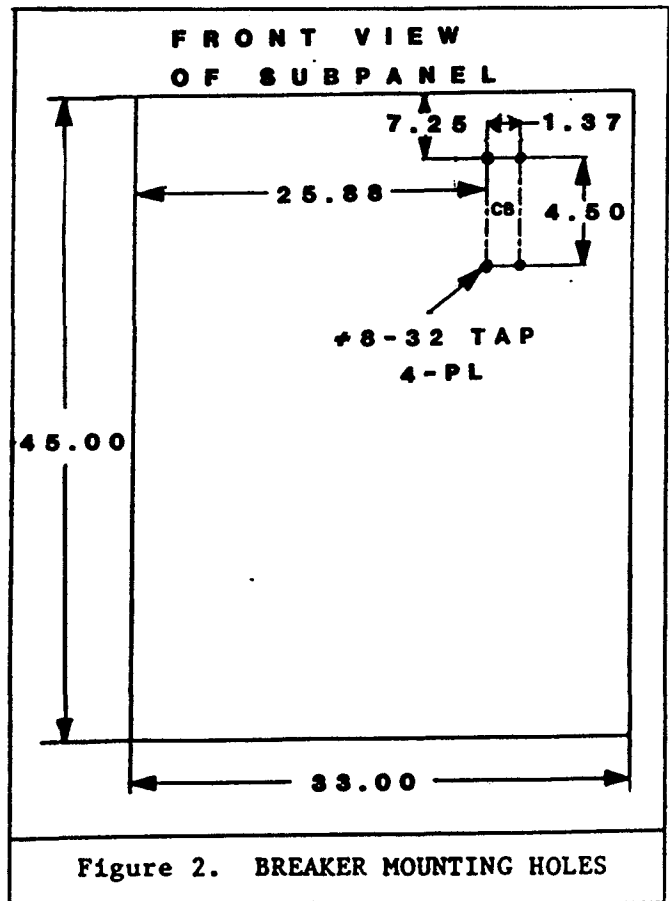 FRONT VIEW
OF SUBPANEL
7.25 1.37
25.88
CB 4.50
#8-32 TAP
4-PL
45.00
33.00
Figure 2. BREAKER MOUNTING HOLES